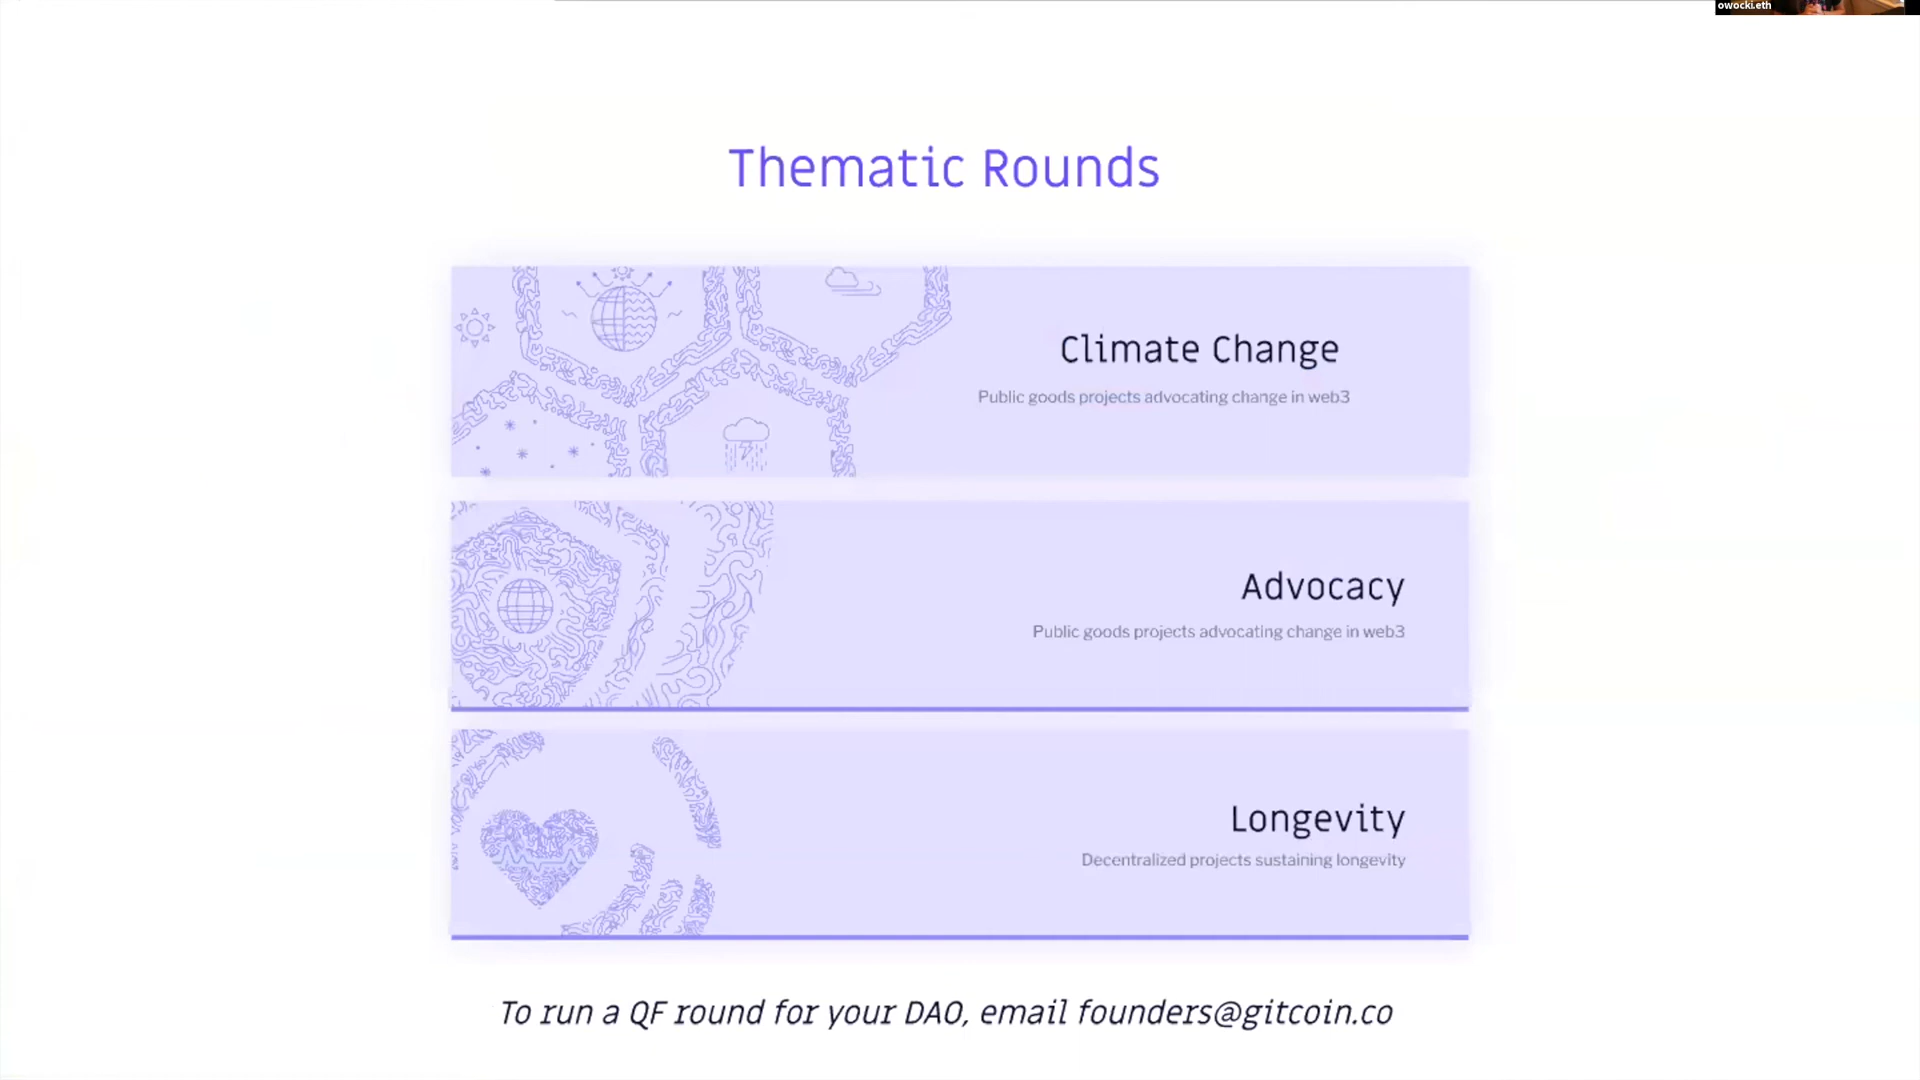 owocki.eth
Thematic Rounds
Climate Change
Public goods projects advocating change in web3
Advocacy
Public goods projects advocating change in web3
Longevity
Decentralized projects sustaining longevity
To run a QF round for your DAO, email founders@gitcoin.co